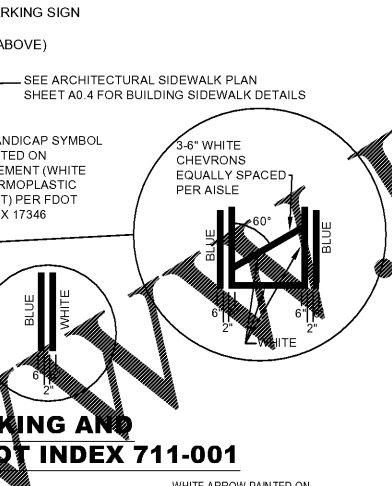 RKING SIGN
ABOVE)
SEE ARCHITECTURAL SIDEWALK PLAN
SHEET A0.4 FOR BUILDING SIDEWALK DETAILS
ANDICAP SYMBOL
TED ON
EMENT (WHITE
RMOPLASTIC
T) PER FDOT
X 17346
3-6" WHITE
CHEVRONS
EQUALLY SPACED
PER AISLE
60°
BLUE
BLUE
6"
2"
6"
2"
WHITE
BLUE
WHITE
6"
2"
KING AND
OT INDEX 711-001
WHITE ARROW PAINTED ON